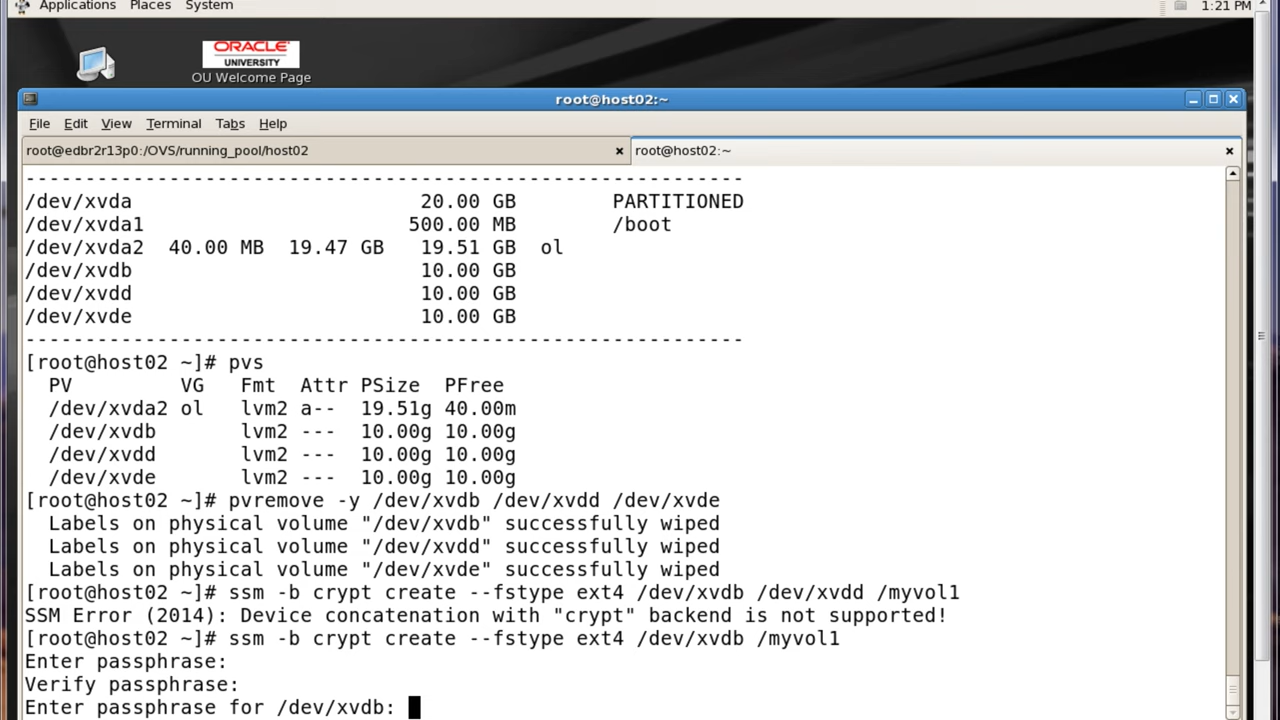 Applications Places System 1:21 PM
ORACLE
UNIVERSITY
OU Welcome Page
root@host02:~
File Edit View Terminal Tabs Help
root@edbr2r13p0:/OVS/running_pool/host02 root@host02:~
---------------------------------------------------------------
/dev/xvda 20.00 GB PARTITIONED
/dev/xvda1 500.00 MB /boot
/dev/xvda2 40.00 MB 19.47 GB 19.51 GB ol
/dev/xvdb 10.00 GB
/dev/xvdd 10.00 GB
/dev/xvde 10.00 GB
---------------------------------------------------------------
[root@host02 ~]# pvs
PV VG Fmt Attr PSize PFree
/dev/xvda2 ol lvm2 a-- 19.51g 40.00m
/dev/xvdb lvm2 --- 10.00g 10.00g
/dev/xvdd lvm2 --- 10.00g 10.00g
/dev/xvde lvm2 --- 10.00g 10.00g
[root@host02 ~]# pvremove -y /dev/xvdb /dev/xvdd /dev/xvde
Labels on physical volume "/dev/xvdb" successfully wiped
Labels on physical volume "/dev/xvdd" successfully wiped
Labels on physical volume "/dev/xvde" successfully wiped
[root@host02 ~]# ssm -b crypt create --fstype ext4 /dev/xvdb /dev/xvdd /myvol1
SSM Error (2014): Device concatenation with "crypt" backend is not supported!
[root@host02 ~]# ssm -b crypt create --fstype ext4 /dev/xvdb /myvol1
Enter passphrase:
Verify passphrase:
Enter passphrase for /dev/xvdb: